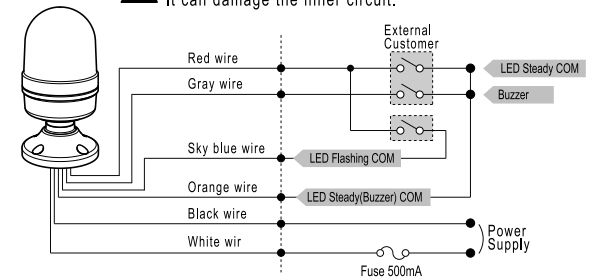 It can damage the inner circuit.
External
Customer
Red wire
LED Steady COM
Gray wire
Buzzer
Sky blue wire
LED Flashing COM
Orange wire
LED Steady(Buzzer) COM
Black wire
Power
Supply
White wir
Fuse 500mA